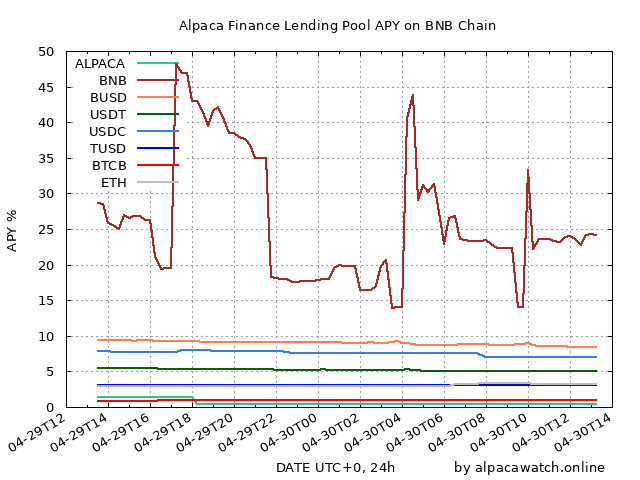 Alpaca Finance Lending Pool APY on BNB Chain
50
45
40
35
30
25
20
15
10
5
0
APY %
ALPACA
BNB
BUSD
USDT
USDC
TUSD
BTCB
ETH
04-29T12
04-29T14
04-29T16
04-29T18
04-29T20
04-29T22
04-30T00
04-30T02
04-30T04
04-30T06
04-30T08
04-30T10
04-30T12
04-30T14
DATE UTC+0, 24h
by alpacawatch.online